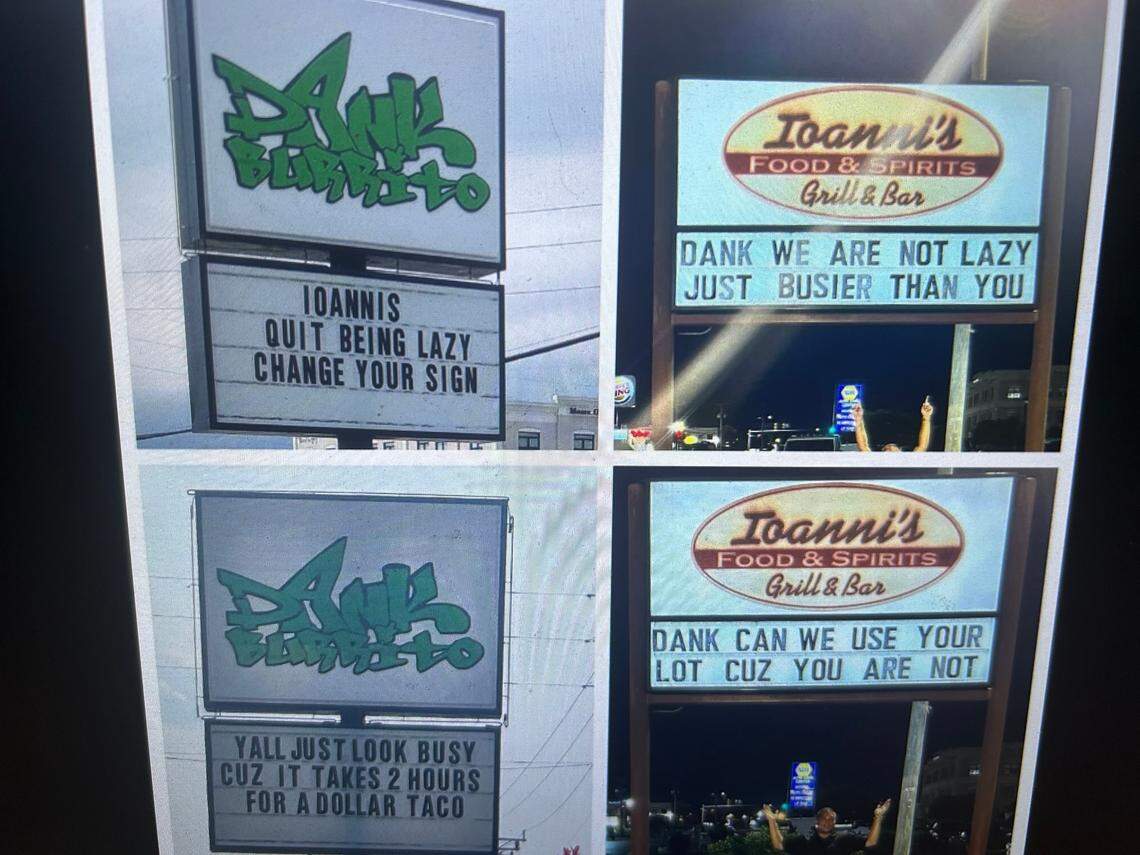 DANK
BURRITO
IOANNIS
QUIT BEING LAZY
CHANGE YOUR SIGN
Ioanni's
FOOD & SPIRITS
Grill & Bar
DANK WE ARE NOT LAZY
JUST BUSIER THAN YOU
NAPA
DANK
BURRITO
YALL JUST LOOK BUSY
CUZ IT TAKES 2 HOURS
FOR A DOLLAR TACO
Ioanni's
FOOD & SPIRITS
Grill & Bar
DANK CAN WE USE YOUR
LOT CUZ YOU ARE NOT
NAPA